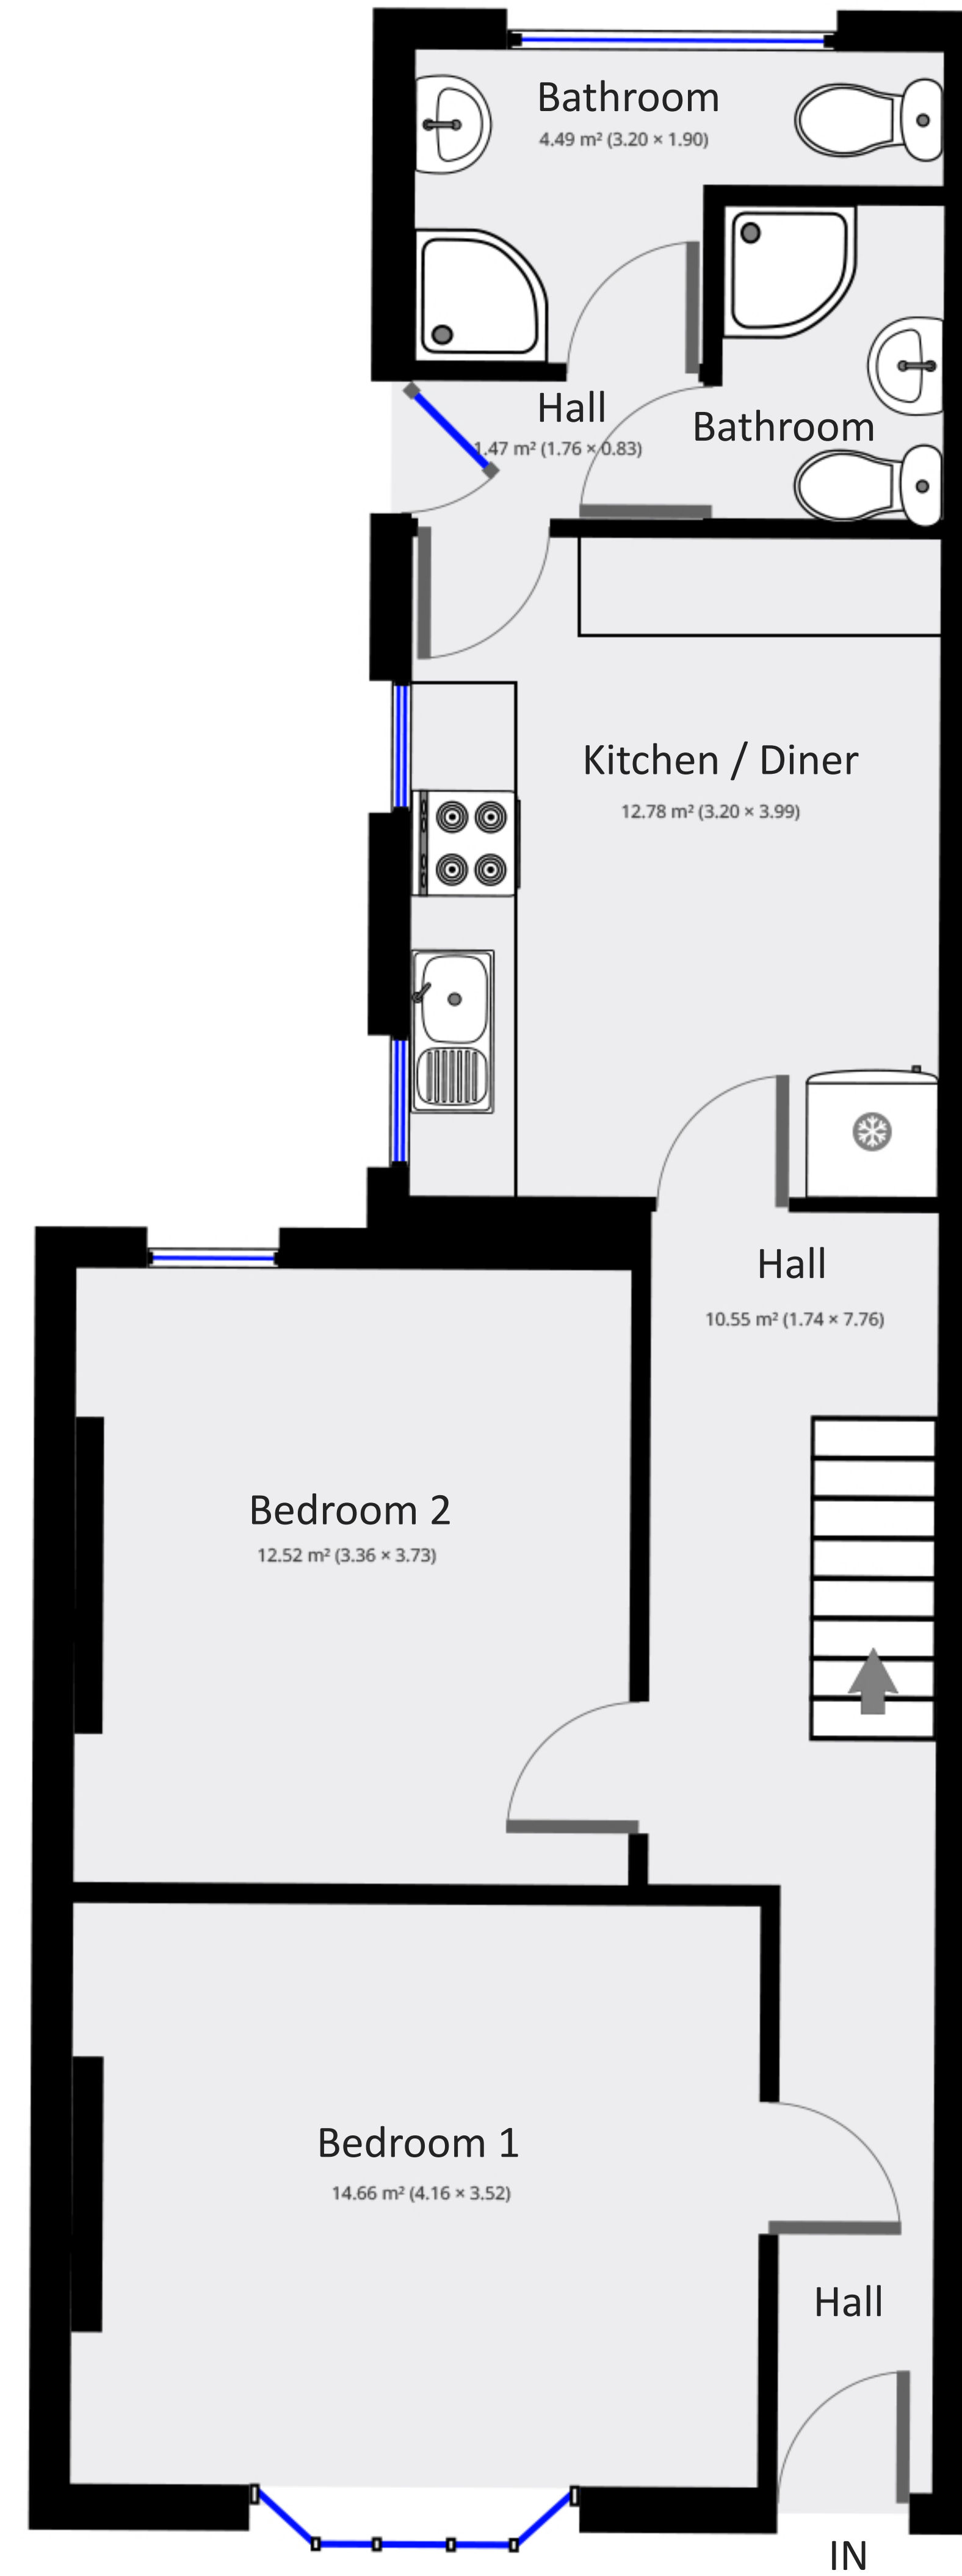 Bathroom
4.49 m² (3.20 × 1.90)
Hall
1.47 m² (1.76 × 0.83)
Bathroom
Kitchen / Diner
12.78 m² (3.20 × 3.99)
Hall
10.55 m² (1.74 × 7.76)
Bedroom 2
12.52 m² (3.36 × 3.73)
Bedroom 1
14.66 m² (4.16 × 3.52)
Hall
IN